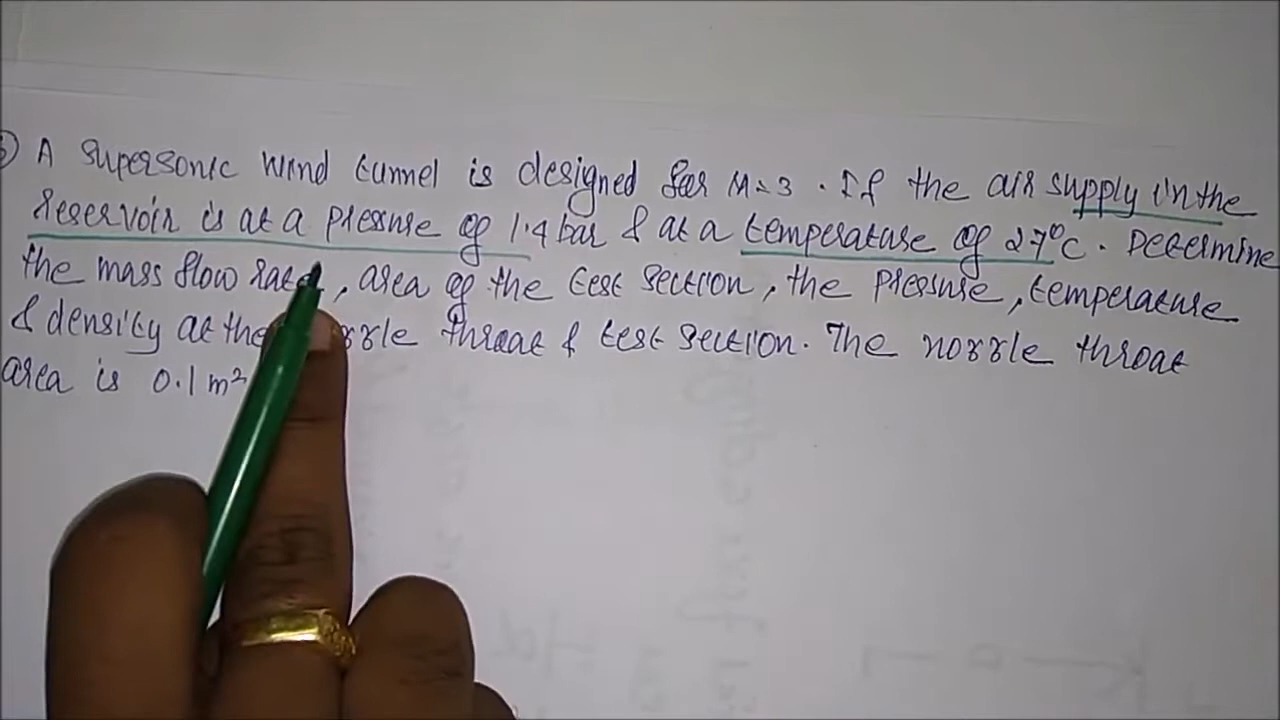 A supersonic wind tunnel is designed for M = 3. If the air supply in the
reservoir is at a pressure of 1.4 bar & at a temperature of 27°C. Determine
the mass flow rate, area of the test section, the pressure, temperature
& density at the nozzle throat & test section. The nozzle throat
area is 0.1 m²